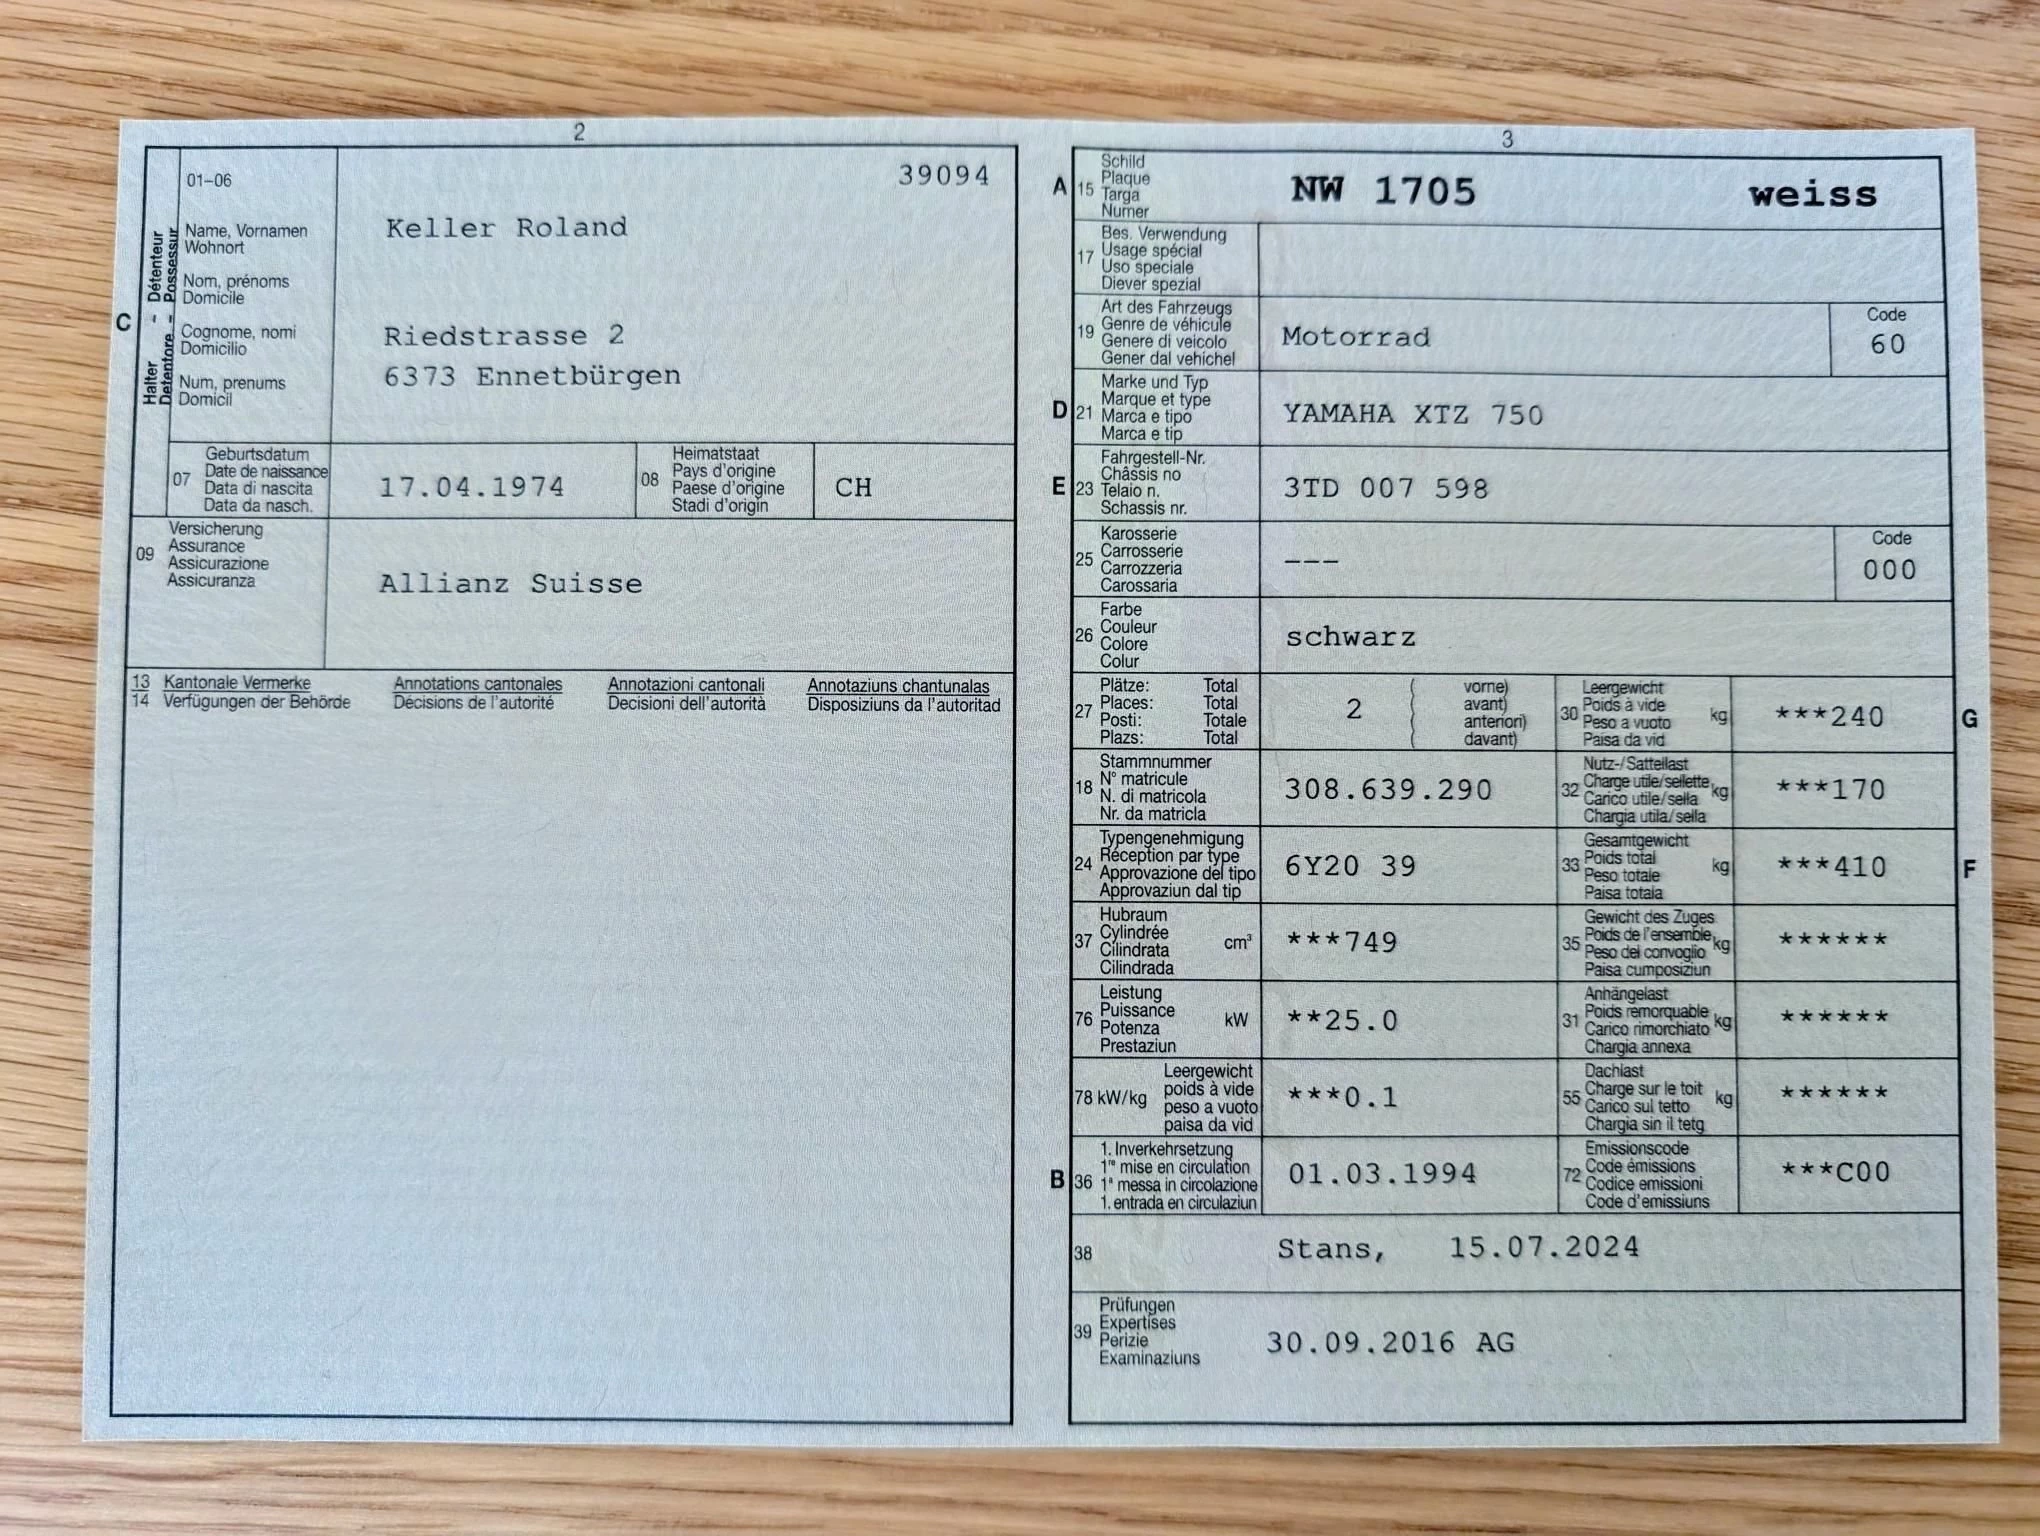 2
01–06
39094
Name, Vornamen
Wohnort
Nom, prénoms
Domicile
Cognome, nomi
Domicilio
Num, prenums
Domicil
C
Halter - Détenteur
Detentore - Possessur
Keller Roland
Riedstrasse 2
6373 Ennetbürgen
07
Geburtsdatum
Date de naissance
Data di nascita
Data da nasch.
17.04.1974
08
Heimatstaat
Pays d'origine
Paese d'origine
Stadi d'origin
CH
09
Versicherung
Assurance
Assicurazione
Assicuranza
Allianz Suisse
13 Kantonale Vermerke Annotations cantonales Annotazioni cantonali Annotaziuns chantunalas
14 Verfügungen der Behörde Décisions de l'autorité Decisioni dell'autorità Disposiziuns da l'autoritad
3
A
15
Schild
Plaque
Targa
Numer
NW 1705 weiss
17
Bes. Verwendung
Usage spécial
Uso speciale
Diever spezial
19
Art des Fahrzeugs
Genre de véhicule
Genere di veicolo
Gener dal vehichel
Motorrad
Code
60
D
21
Marke und Typ
Marque et type
Marca e tipo
Marca e tip
YAMAHA XTZ 750
E
23
Fahrgestell-Nr.
Châssis no
Telaio n.
Schassis nr.
3TD 007 598
25
Karosserie
Carrosserie
Carrozzeria
Carossaria
---
Code
000
26
Farbe
Couleur
Colore
Colur
schwarz
27
Plätze: Total
Places: Total
Posti: Totale
Plazs: Total
2
( vorne)
( avant)
( anteriori)
( davant)
30
Leergewicht
Poids à vide
Peso a vuoto
Paisa da vid
kg
***240
G
18
Stammnummer
N° matricule
N. di matricola
Nr. da matricla
308.639.290
32
Nutz-/Sattellast
Charge utile/sellette
Carico utile/sella
Chargia utila/sella
kg
***170
24
Typengenehmigung
Réception par type
Approvazione del tipo
Approvaziun dal tip
6Y20 39
33
Gesamtgewicht
Poids total
Peso totale
Paisa totala
kg
***410
F
37
Hubraum
Cylindrée
Cilindrata
Cilindrada
cm³
***749
35
Gewicht des Zuges
Poids de l'ensemble
Peso del convoglio
Paisa cumposiziun
kg
******
76
Leistung
Puissance
Potenza
Prestaziun
kW
**25.0
31
Anhängelast
Poids remorquable
Carico rimorchiato
Chargia annexa
kg
******
78 kW/kg
Leergewicht
poids à vide
peso a vuoto
paisa da vid
***0.1
55
Dachlast
Charge sur le toit
Carico sul tetto
Chargia sin il tetg
kg
******
B
36
1. Inverkehrsetzung
1re mise en circulation
1a messa in circolazione
1. entrada en circulaziun
01.03.1994
72
Emissionscode
Code émissions
Codice emissioni
Code d'emissiuns
***C00
38
Stans, 15.07.2024
39
Prüfungen
Expertises
Perizie
Examinaziuns
30.09.2016 AG